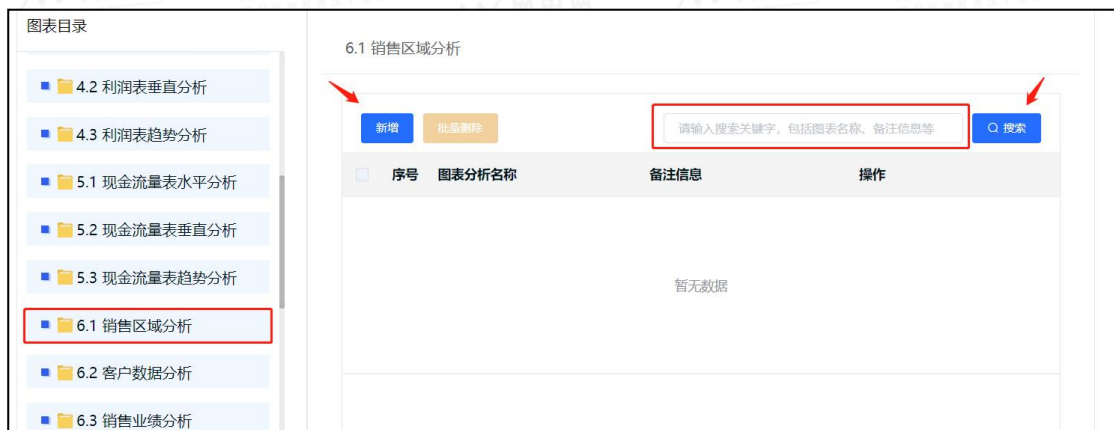 图表目录
4.2 利润表垂直分析
4.3 利润表趋势分析
5.1 现金流量表水平分析
5.2 现金流量表垂直分析
5.3 现金流量表趋势分析
6.1 销售区域分析
6.2 客户数据分析
6.3 销售业绩分析
6.1 销售区域分析
新增 批量删除 请输入搜索关键字，包括图表名称、备注信息等 搜索
序号 图表分析名称 备注信息 操作
暂无数据